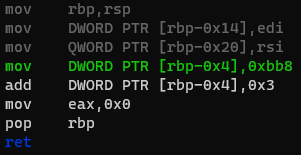 mov rbp,rsp
mov DWORD PTR [rbp-0x14],edi
mov QWORD PTR [rbp-0x20],rsi
mov DWORD PTR [rbp-0x4],0xbb8
add DWORD PTR [rbp-0x4],0x3
mov eax,0x0
pop rbp
ret